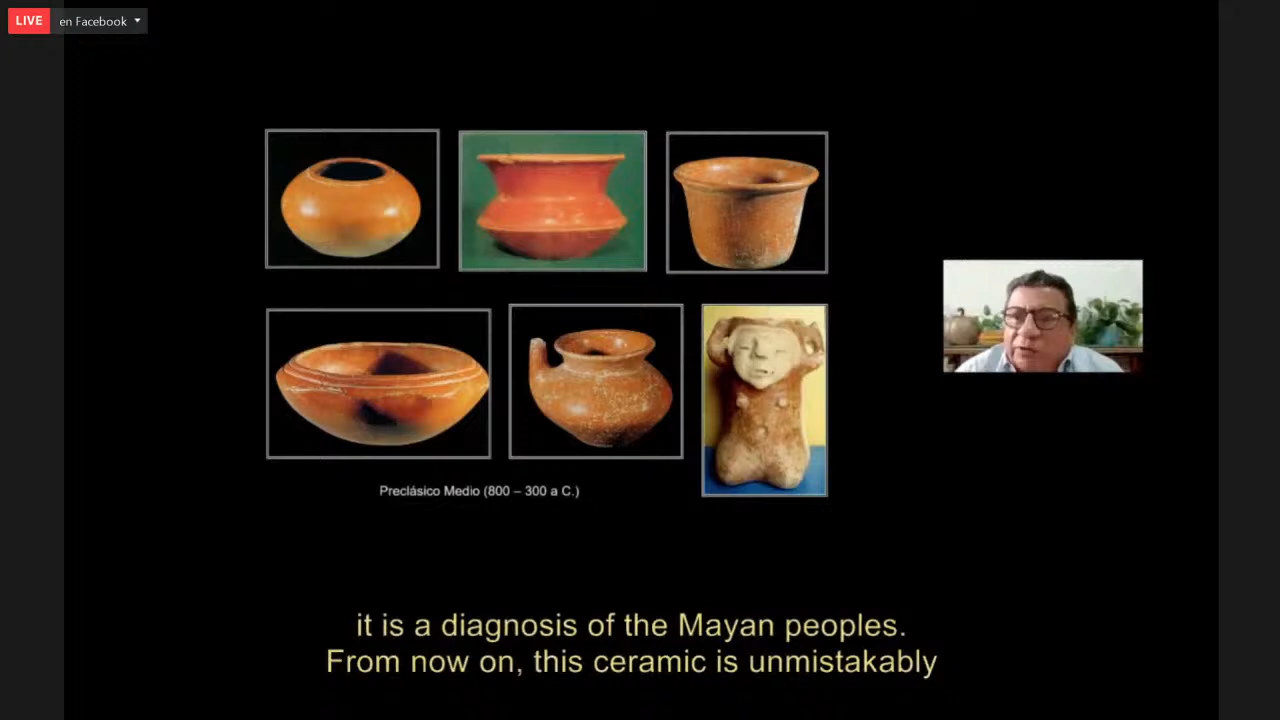 LIVE en Facebook
Preclásico Medio (800 – 300 a C.)
it is a diagnosis of the Mayan peoples.
From now on, this ceramic is unmistakably